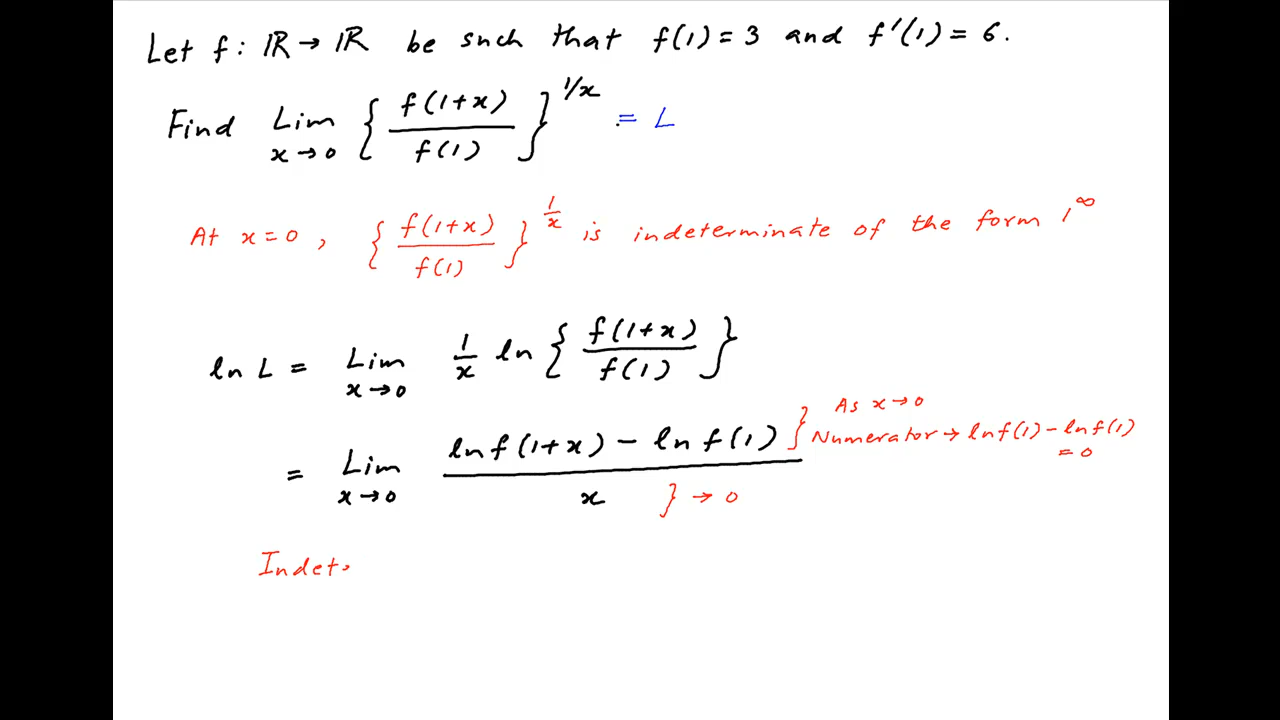 Let f : ℝ → ℝ be such that f(1) = 3 and f'(1) = 6.
Find Lim x→0 { f(1+x) / f(1) }^1/x = L
At x = 0, { f(1+x) / f(1) }^1/x is indeterminate of the form 1^∞
ln L = Lim x→0 1/x ln { f(1+x) / f(1) }
As x → 0
= Lim x→0 ln f(1+x) − ln f(1) / x } Numerator → ln f(1) − ln f(1)
= 0
} → 0
Indet